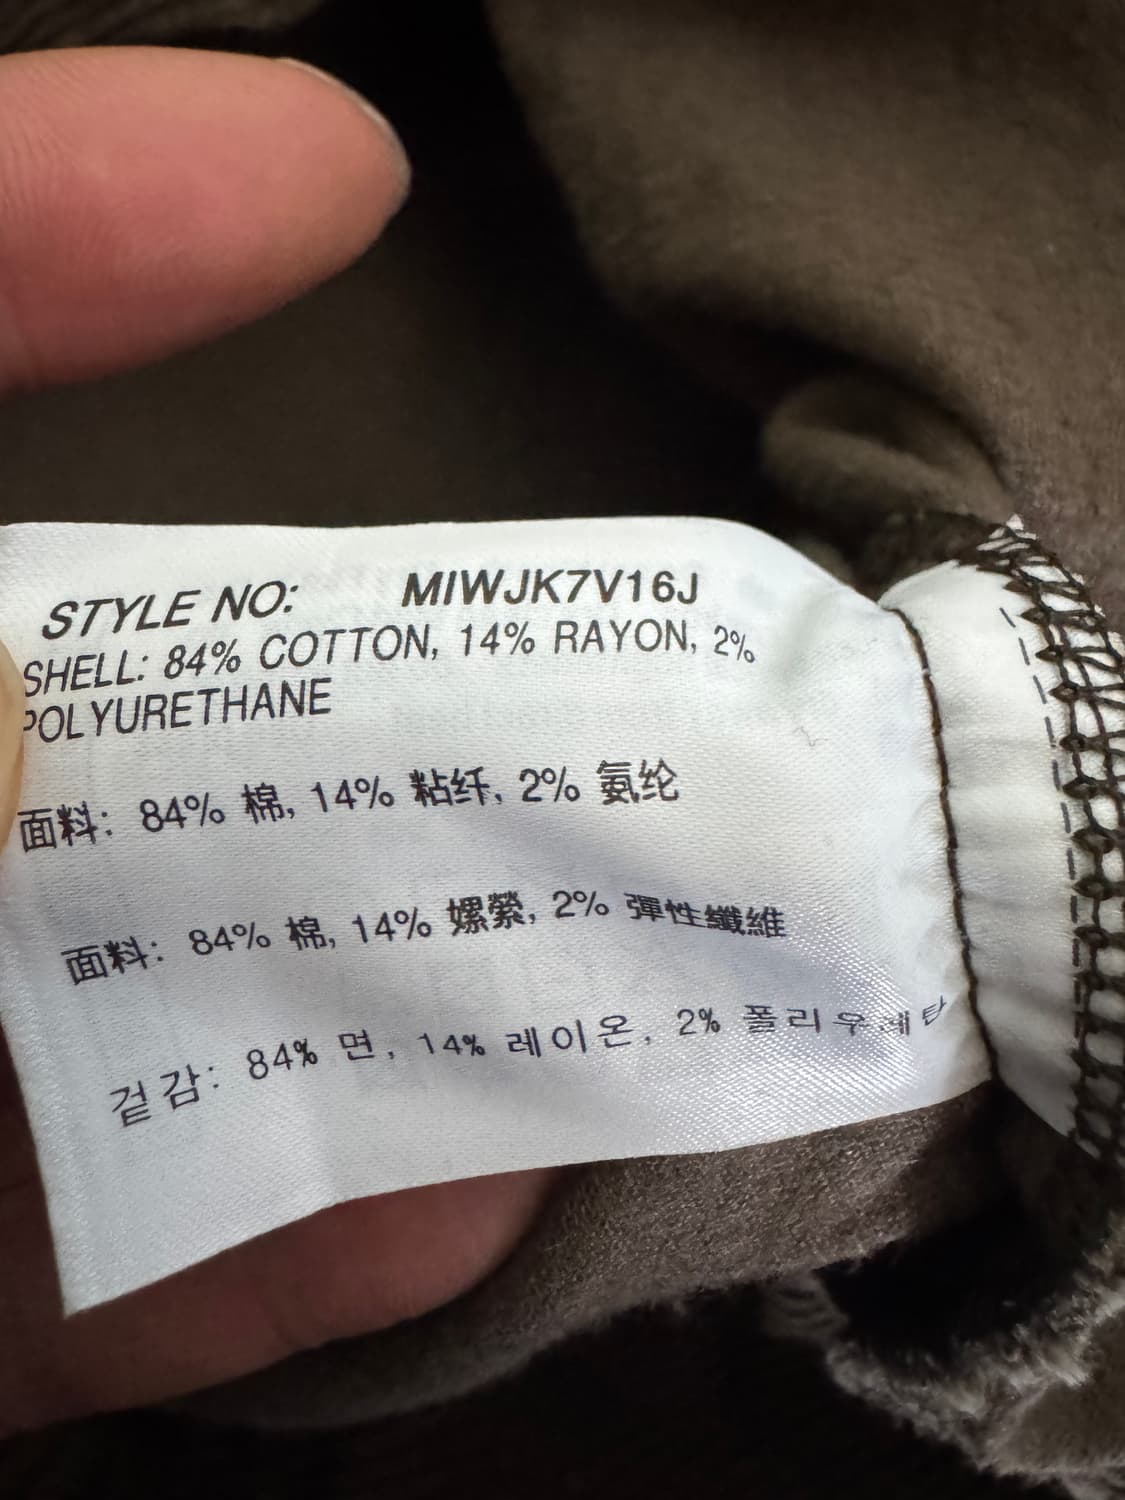 STYLE NO: MIWJK7V16J
SHELL: 84% COTTON, 14% RAYON, 2%
POLYURETHANE
面料: 84% 棉, 14% 粘纤, 2% 氨纶
面料: 84% 棉, 14% 嫘縈, 2% 彈性纖維
겉감: 84% 면, 14% 레이온, 2% 폴리우레탄